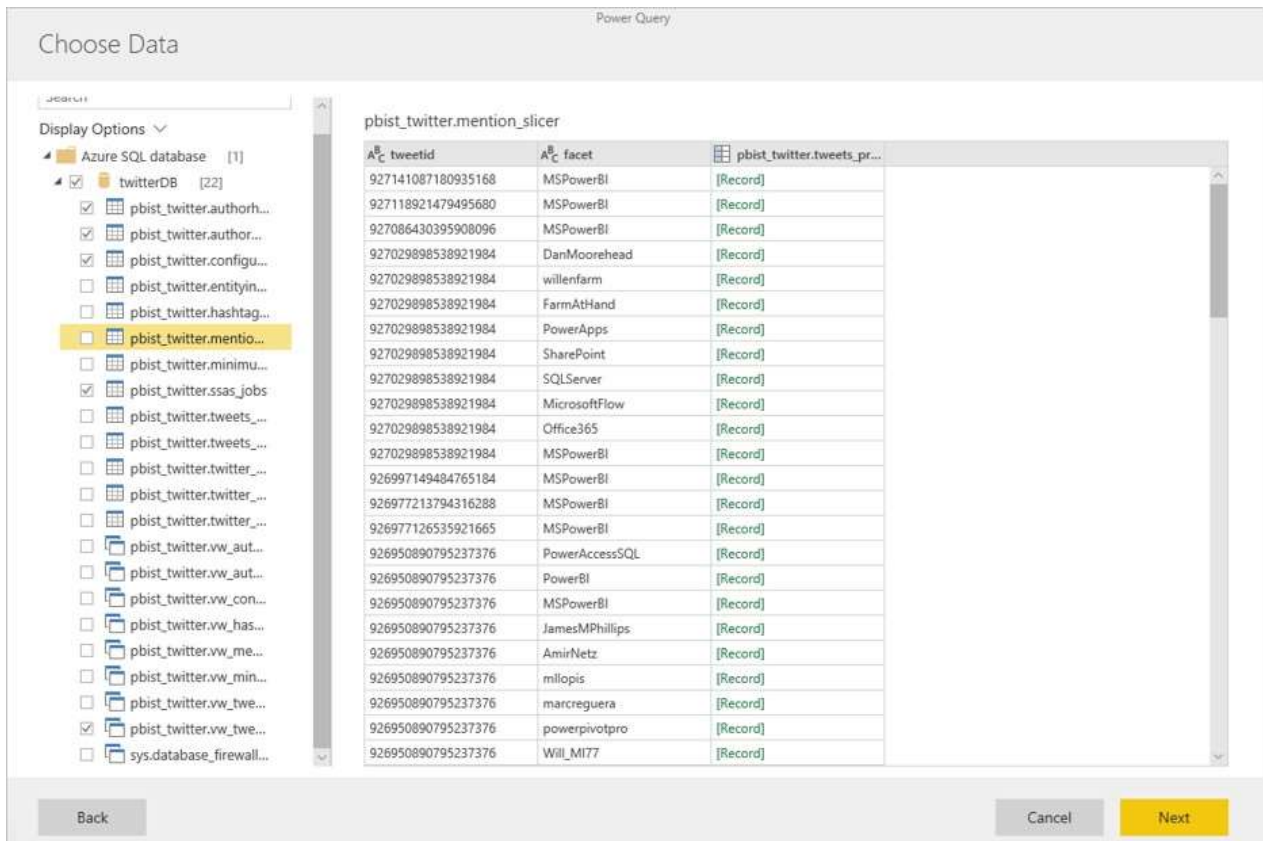 Power Query
Choose Data
Search
Display Options
Azure SQL database [1]
twitterDB [22]
pbist_twitter.authorh...
pbist_twitter.author...
pbist_twitter.configu...
pbist_twitter.entityin...
pbist_twitter.hashtag...
pbist_twitter.mentio...
pbist_twitter.minimu...
pbist_twitter.ssas_jobs
pbist_twitter.tweets_...
pbist_twitter.tweets_...
pbist_twitter.twitter_...
pbist_twitter.twitter_...
pbist_twitter.twitter_...
pbist_twitter.vw_aut...
pbist_twitter.vw_aut...
pbist_twitter.vw_con...
pbist_twitter.vw_has...
pbist_twitter.vw_me...
pbist_twitter.vw_min...
pbist_twitter.vw_twe...
pbist_twitter.vw_twe...
sys.database_firewall...
pbist_twitter.mention_slicer
ABC tweetid ABC facet pbist_twitter.tweets_pr...
927141087180935168 MSPowerBI [Record]
927118921479495680 MSPowerBI [Record]
927086430395908096 MSPowerBI [Record]
927029898538921984 DanMoorehead [Record]
927029898538921984 willenfarm [Record]
927029898538921984 FarmAtHand [Record]
927029898538921984 PowerApps [Record]
927029898538921984 SharePoint [Record]
927029898538921984 SQLServer [Record]
927029898538921984 MicrosoftFlow [Record]
927029898538921984 Office365 [Record]
927029898538921984 MSPowerBI [Record]
926997149484765184 MSPowerBI [Record]
926977213794316288 MSPowerBI [Record]
926977126535921665 MSPowerBI [Record]
926950890795237376 PowerAccessSQL [Record]
926950890795237376 PowerBI [Record]
926950890795237376 MSPowerBI [Record]
926950890795237376 JamesMPhillips [Record]
926950890795237376 AmirNetz [Record]
926950890795237376 mllopis [Record]
926950890795237376 marcreguera [Record]
926950890795237376 powerpivotpro [Record]
926950890795237376 Will_MI77 [Record]
Back
Cancel
Next